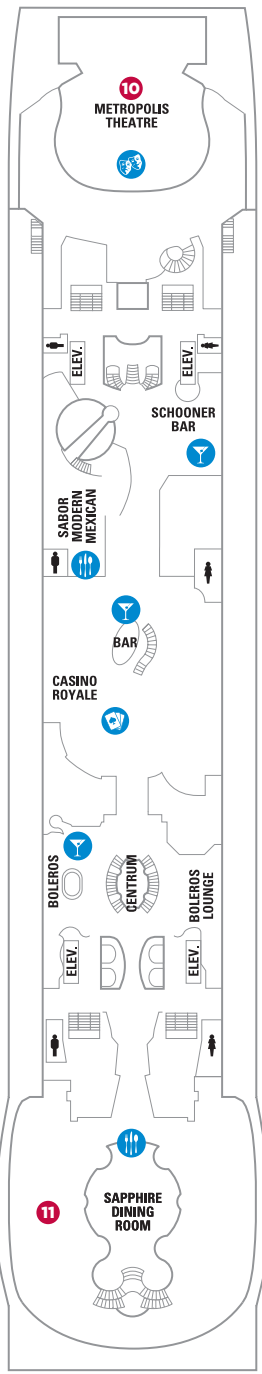 10
METROPOLIS
THEATRE
ELEV.
ELEV.
SCHOONER
BAR
SABOR
MODERN
MEXICAN
BAR
CASINO
ROYALE
BOLEROS
CENTRUM
BOLEROS
LOUNGE
ELEV.
ELEV.
SAPPHIRE
DINING
ROOM
11